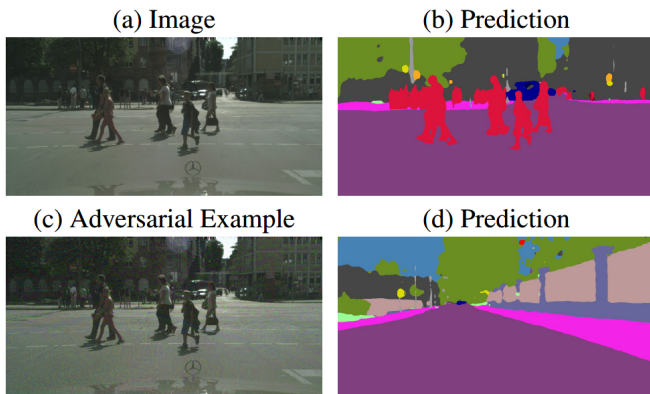 (a) Image
(b) Prediction
(c) Adversarial Example
(d) Prediction